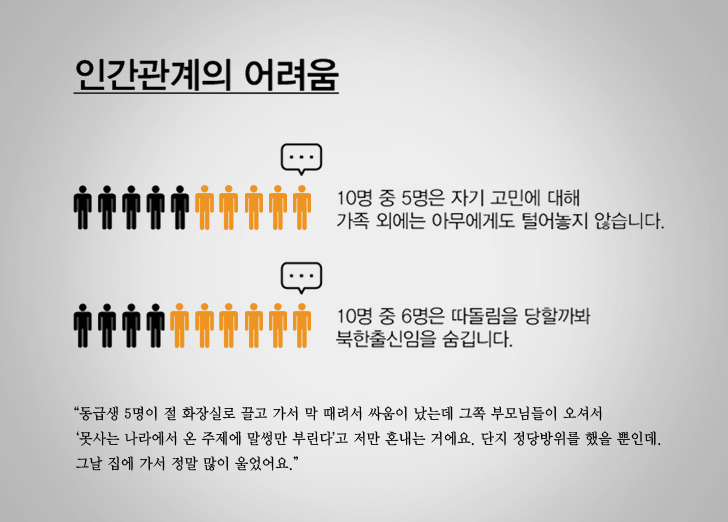 인간관계의 어려움
10명 중 5명은 자기 고민에 대해
가족 외에는 아무에게도 털어놓지 않습니다.
10명 중 6명은 따돌림을 당할까봐
북한출신임을 숨깁니다.
“동급생 5명이 절 화장실로 끌고 가서 막 때려서 싸움이 났는데 그쪽 부모님들이 오셔서
‘못사는 나라에서 온 주제에 말썽만 부린다’고 저만 혼내는 거에요. 단지 정당방위를 했을 뿐인데.
그날 집에 가서 정말 많이 울었어요.”